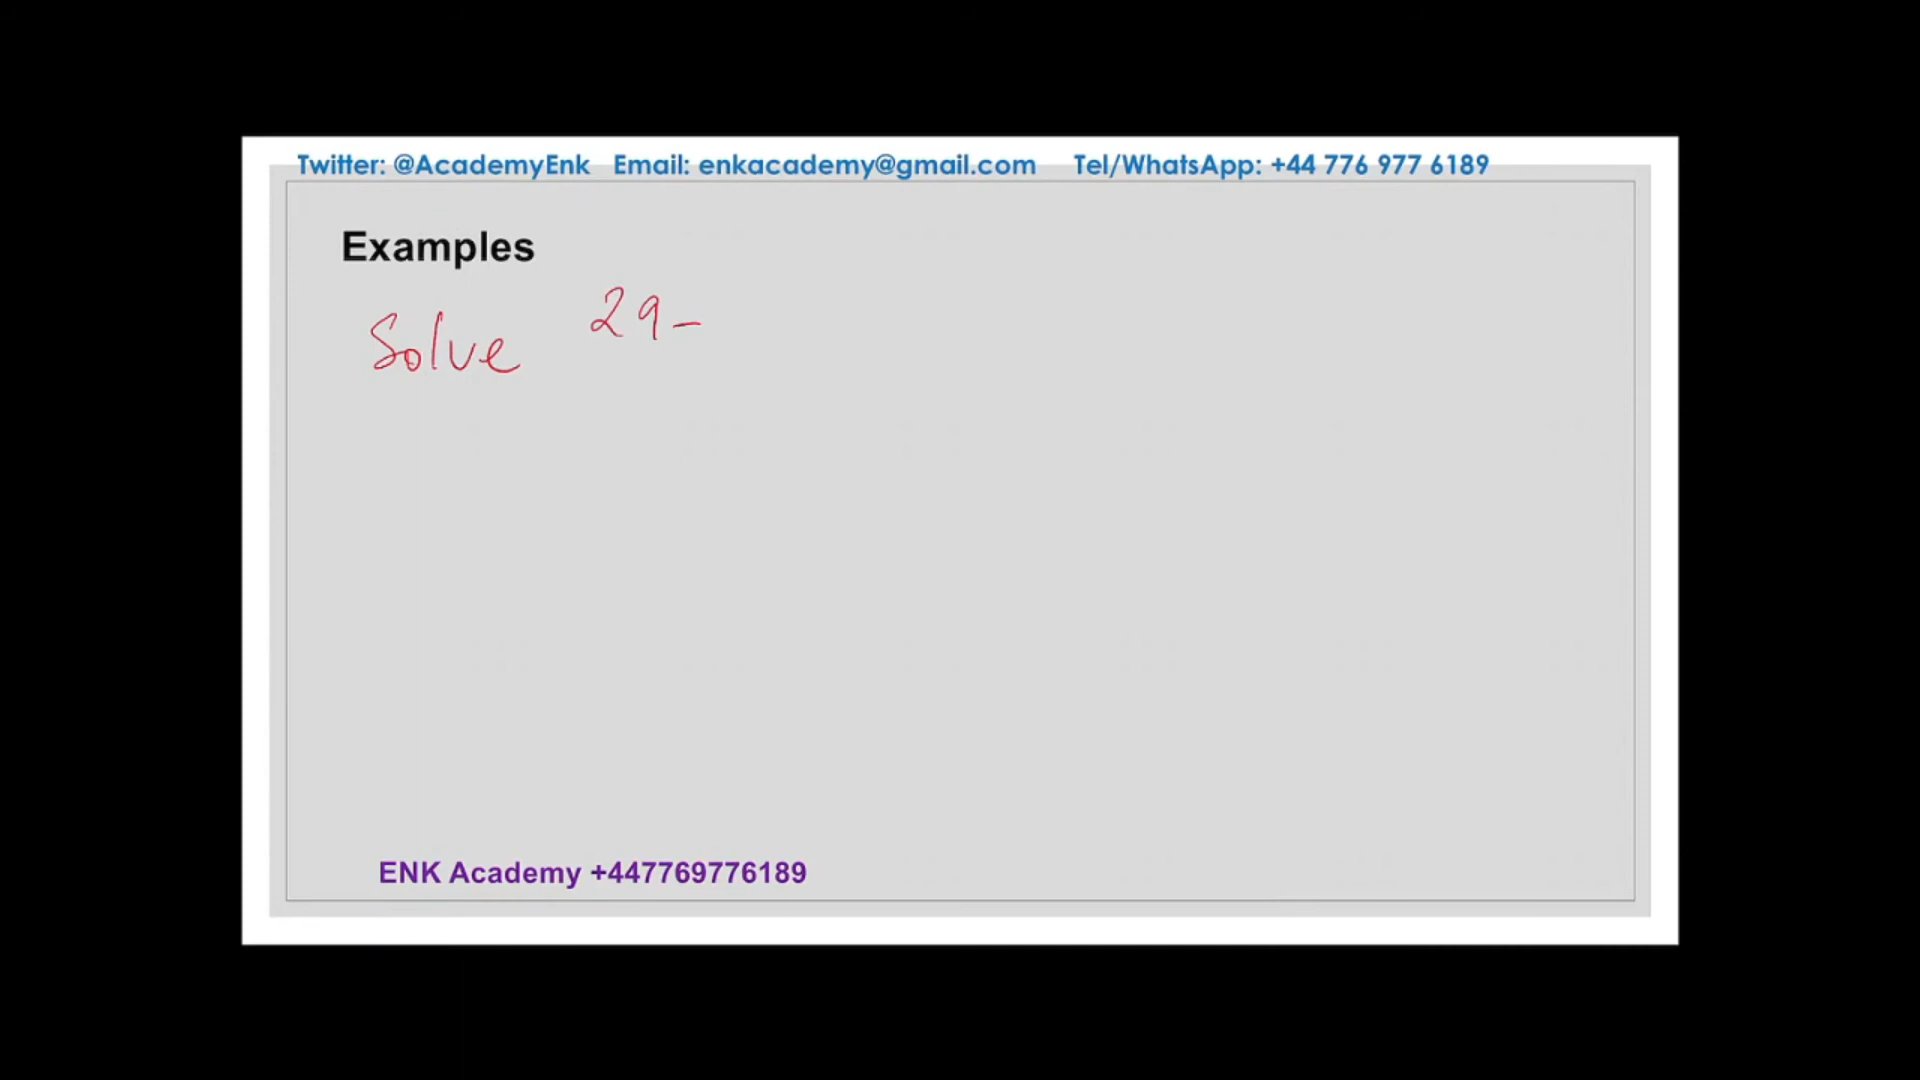 Twitter: @AcademyEnk Email: enkacademy@gmail.com Tel/WhatsApp: +44 776 977 6189
Examples
Solve 29-
ENK Academy +447769776189